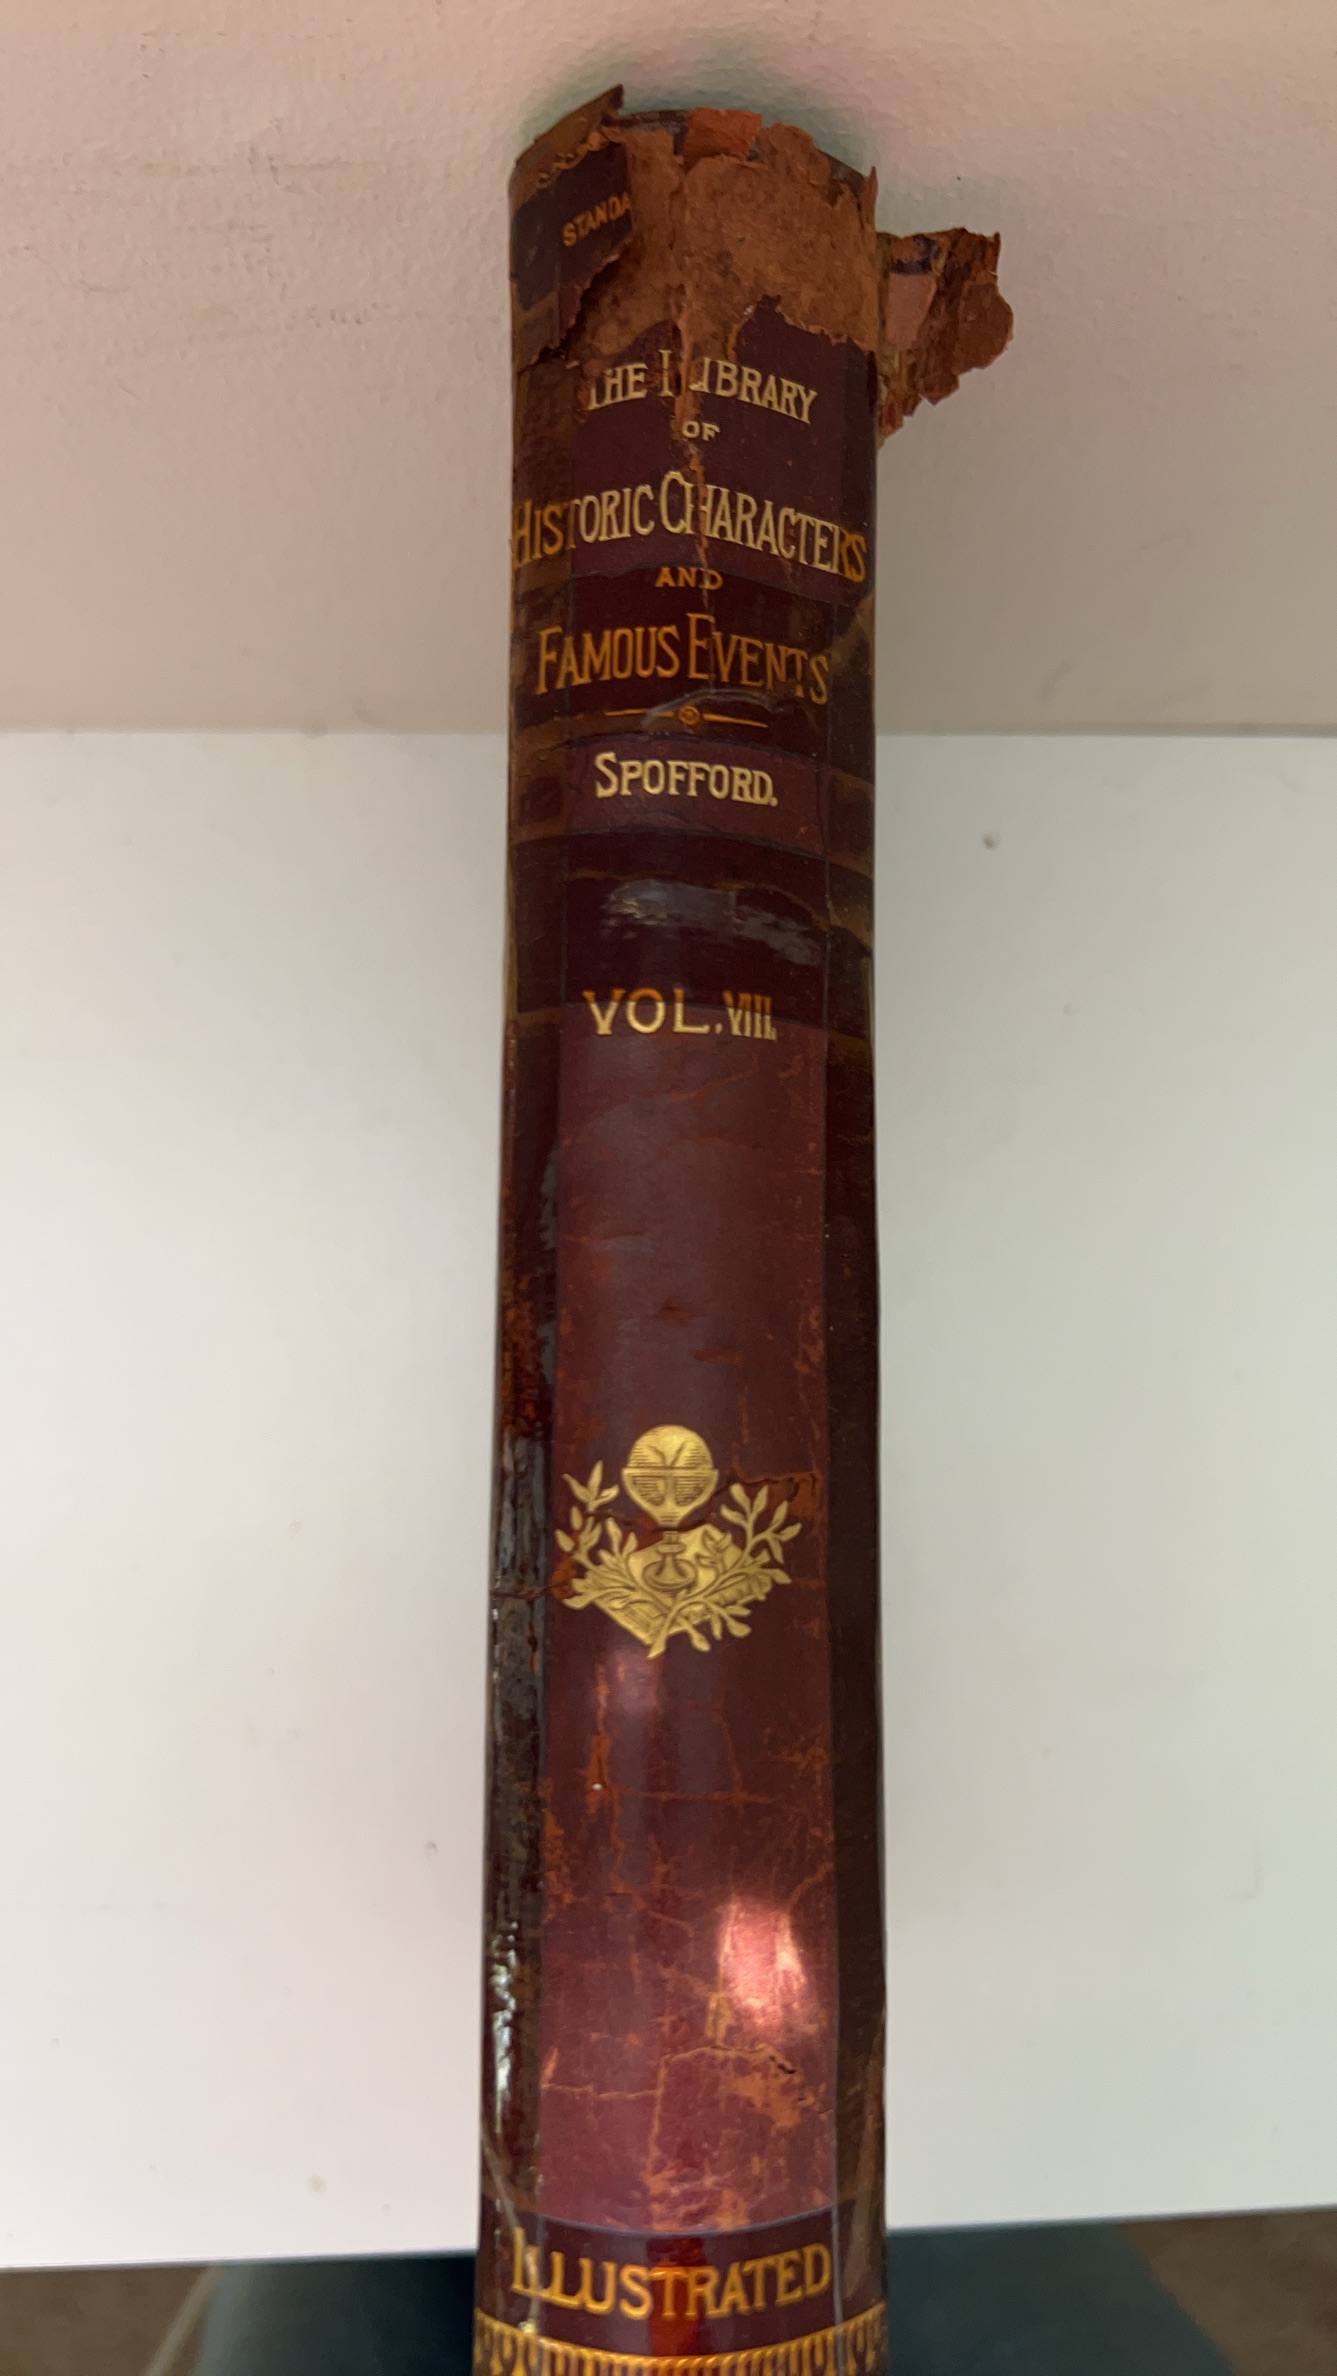 STANDA
THE LIBRARY
OF
HISTORIC CHARACTERS
AND
FAMOUS EVENTS
SPOFFORD.
VOL. VIII.
ILLUSTRATED